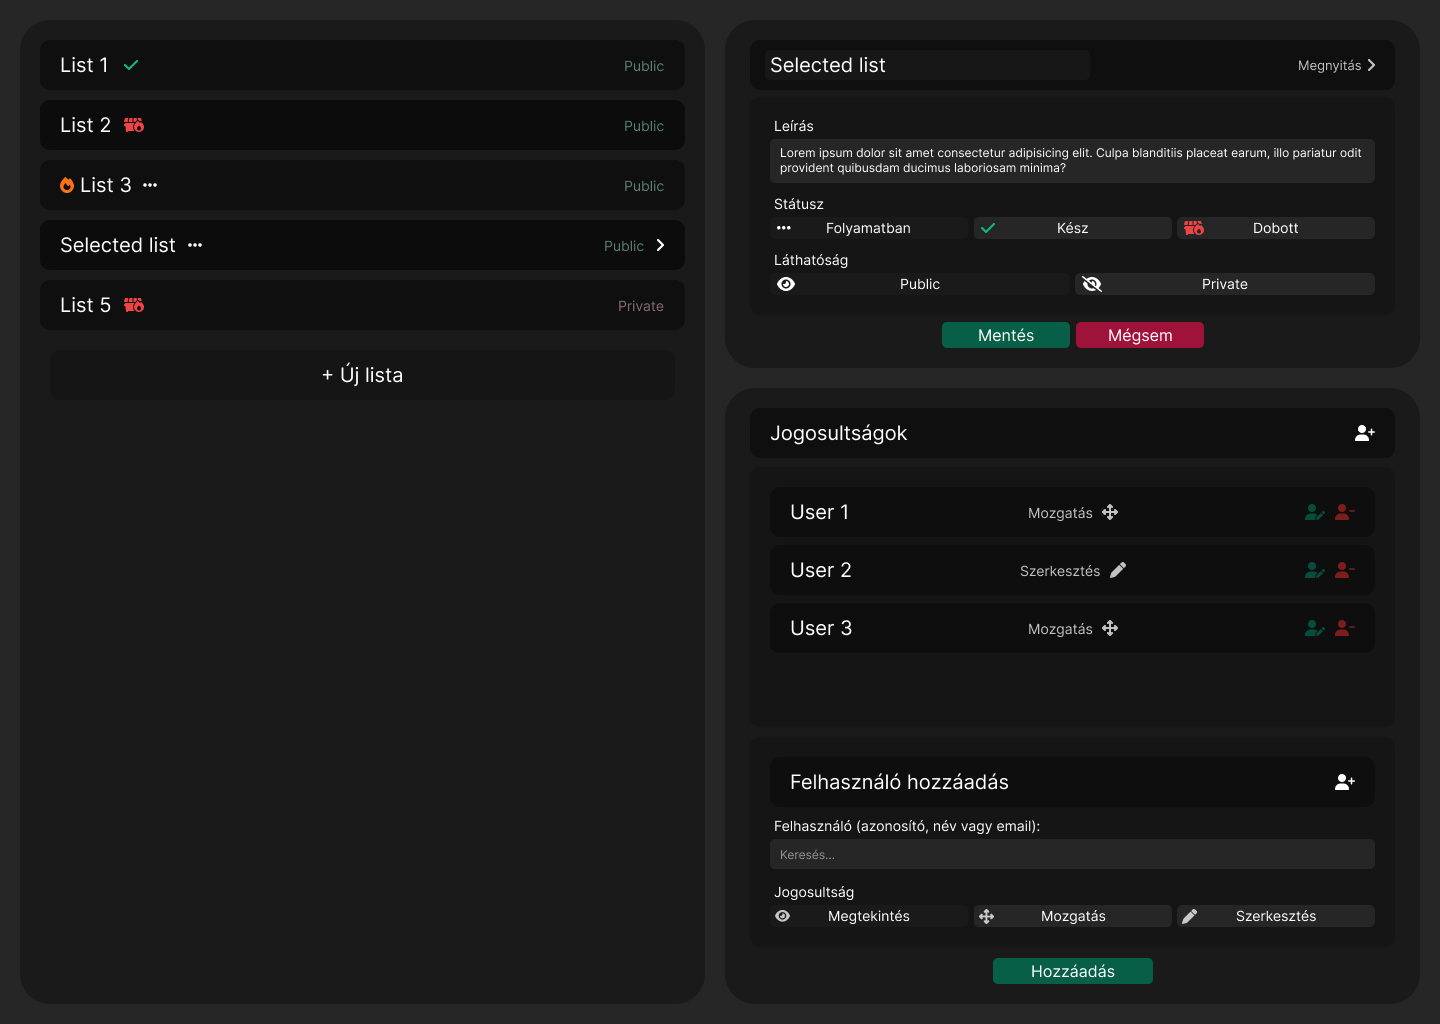 List 1
Public
List 2
Public
List 3
Public
Selected list
Public
List 5
Private
+ Új lista
Selected list
Megnyitás
Leírás
Lorem ipsum dolor sit amet consectetur adipisicing elit. Culpa blanditiis placeat earum, illo pariatur odit
provident quibusdam ducimus laboriosam minima?
Státusz
Folyamatban
Kész
Dobott
Láthatóság
Public
Private
Mentés
Mégsem
Jogosultságok
User 1
Mozgatás
User 2
Szerkesztés
User 3
Mozgatás
Felhasználó hozzáadás
Felhasználó (azonosító, név vagy email):
Keresés...
Jogosultság
Megtekintés
Mozgatás
Szerkesztés
Hozzáadás